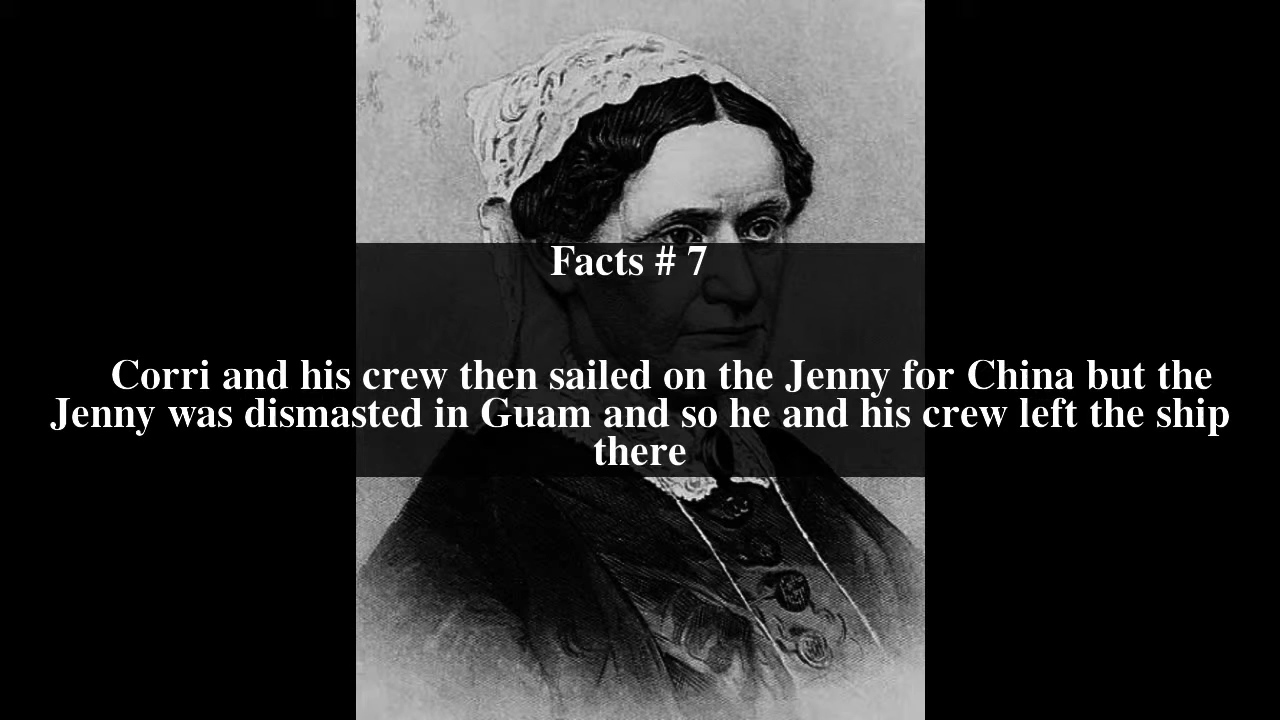 Facts # 7
Corri and his crew then sailed on the Jenny for China but the
Jenny was dismasted in Guam and so he and his crew left the ship
there